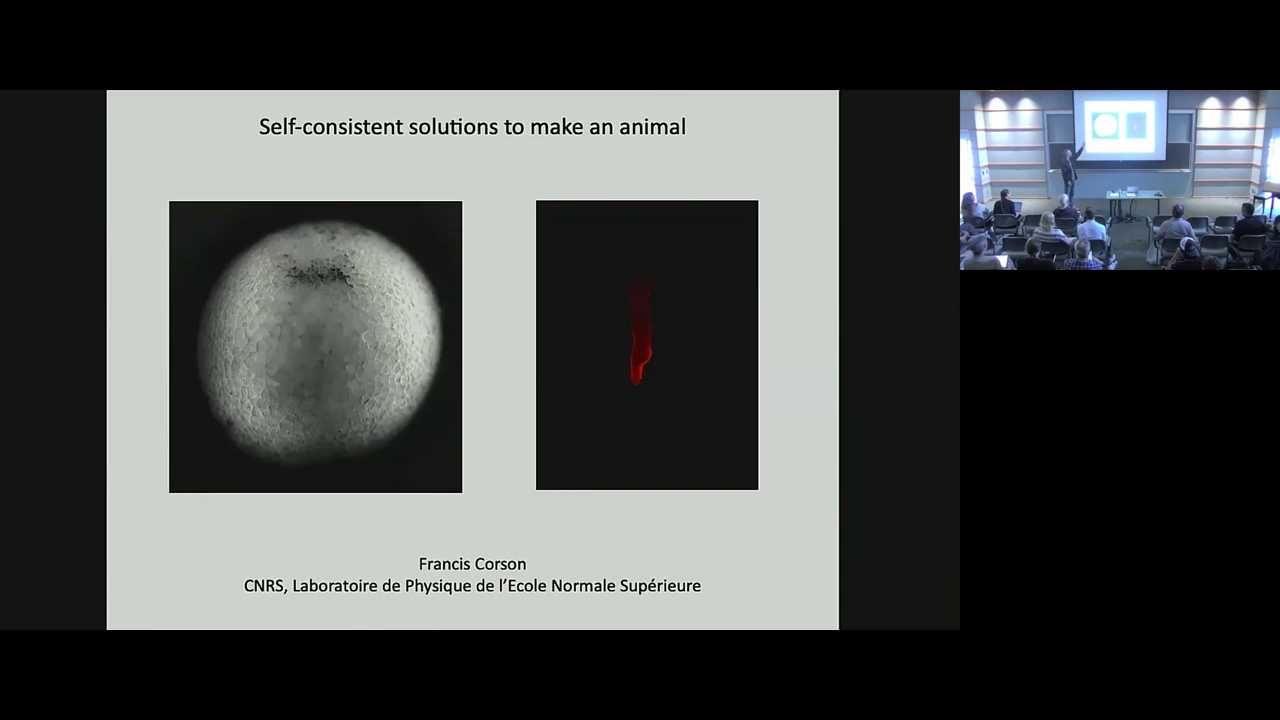 Self-consistent solutions to make an animal
Francis Corson
CNRS, Laboratoire de Physique de l’Ecole Normale Supérieure